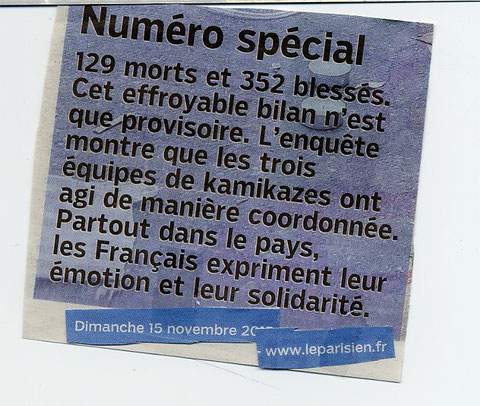 Numéro spécial
129 morts et 352 blessés.
Cet effroyable bilan n'est
que provisoire. L'enquête
montre que les trois
équipes de kamikazes ont
agi de manière coordonnée.
Partout dans le pays,
les Français expriment leur
émotion et leur solidarité.
Dimanche 15 novembre
www.leparisien.fr